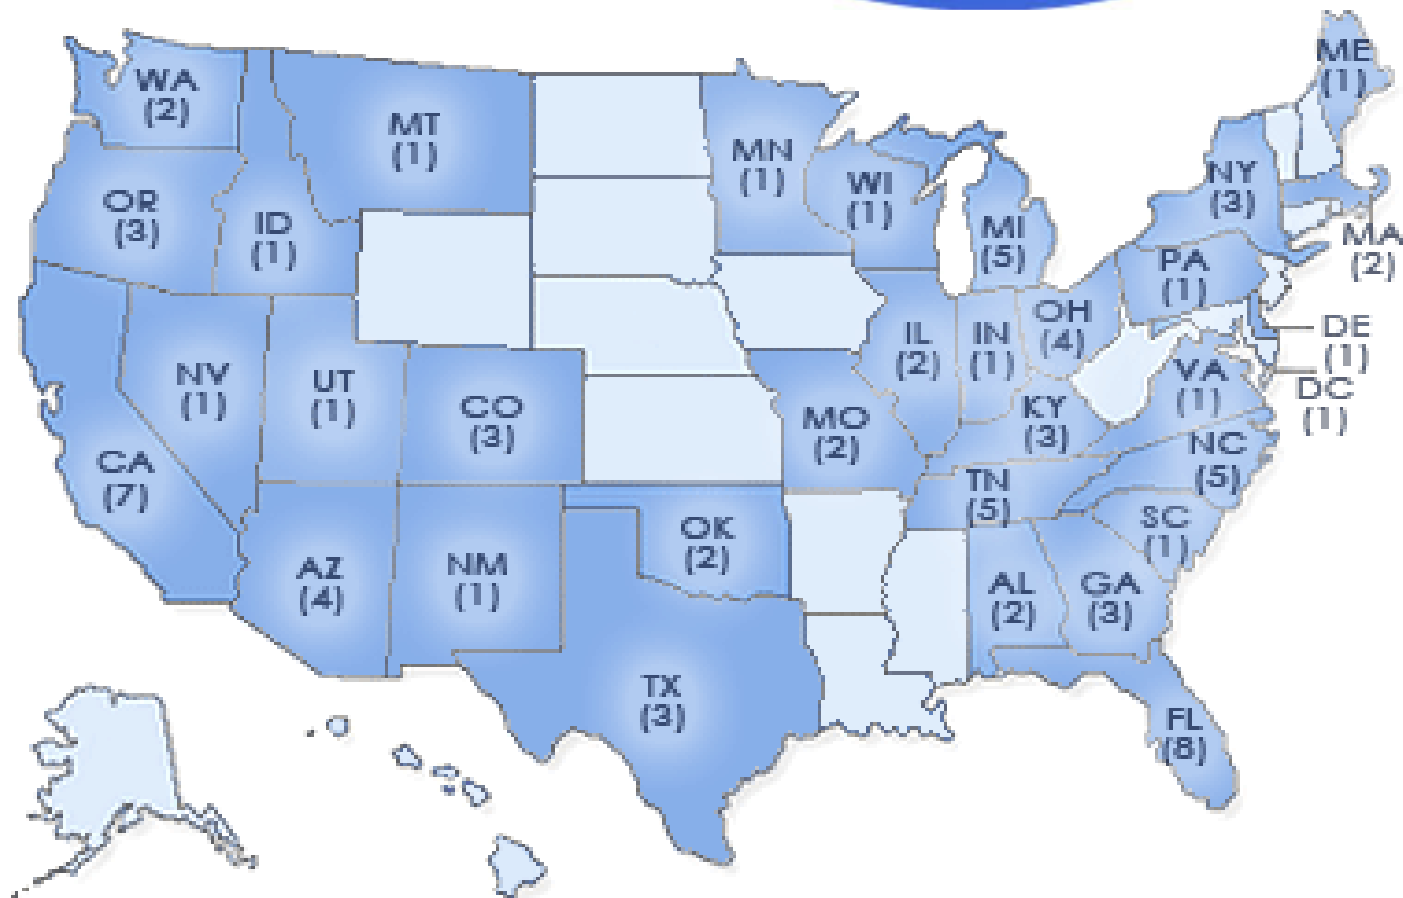 ME
(1)
WA
(2)
MT
(1)
MN
(1)
WI
(1)
NY
(3)
OR
(3)
ID
(1)
MI
(5)
MA
(2)
PA
(1)
NV
(1)
UT
(1)
CO
(3)
IL
(2)
IN
(1)
OH
(4)
DE
(1)
VA
(1)
DC
(1)
CA
(7)
MO
(2)
KY
(3)
NC
(5)
TN
(5)
SC
(1)
AZ
(4)
NM
(1)
OK
(2)
AL
(2)
GA
(3)
TX
(3)
FL
(8)